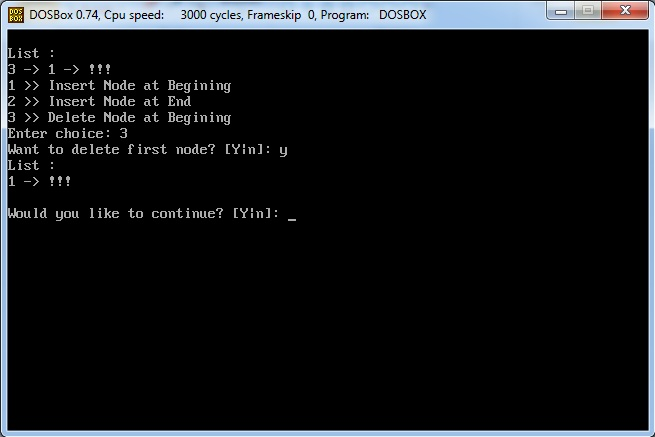 DOS
BOX
DOSBox 0.74, Cpu speed: 3000 cycles, Frameskip 0, Program: DOSBOX
List :
3 -> 1 -> !!!
1 >> Insert Node at Begining
2 >> Insert Node at End
3 >> Delete Node at Begining
Enter choice: 3
Want to delete first node? [Y¦n]: y
List :
1 -> !!!
Would you like to continue? [Y¦n]: _